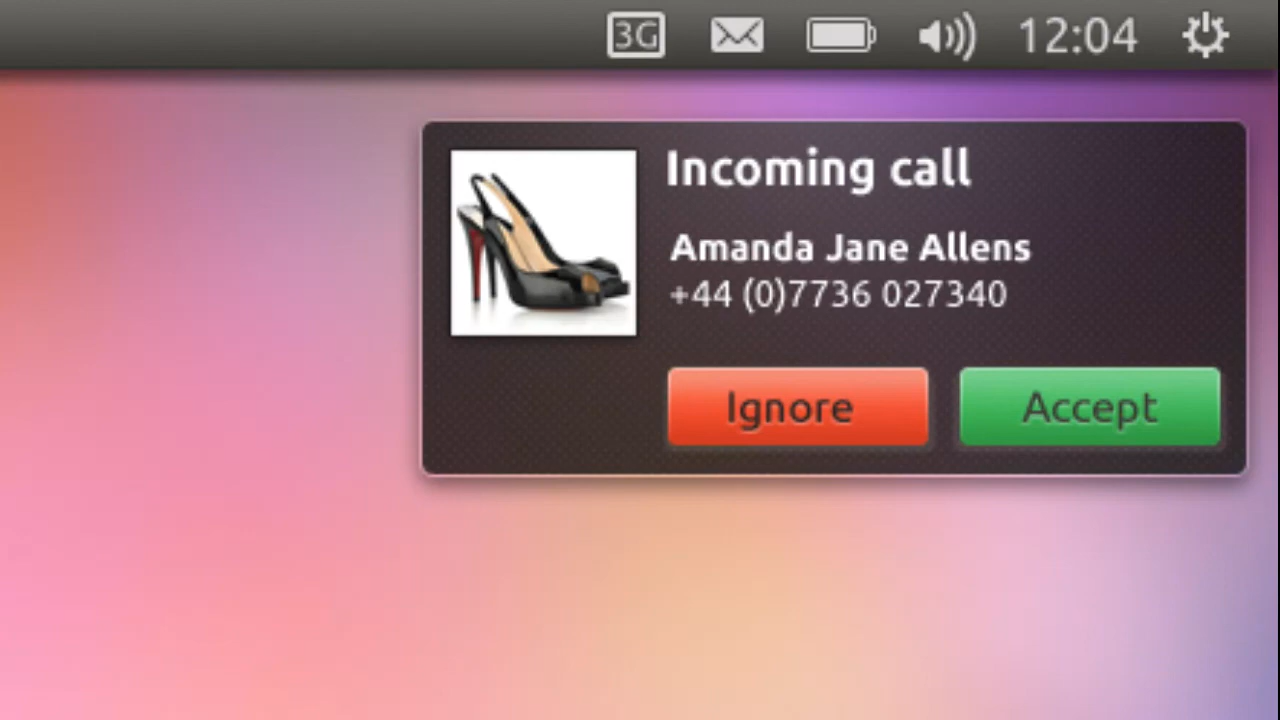 3G 12:04
Incoming call
Amanda Jane Allens
+44 (0)7736 027340
Ignore Accept